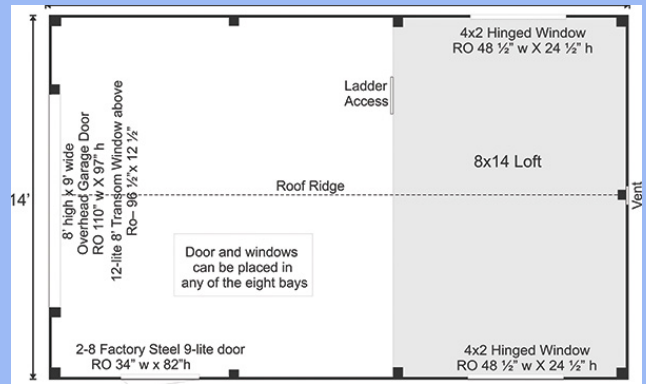 4x2 Hinged Window
RO 48 ½” w X 24 ½” h
Ladder
Access
8x14 Loft
14'
8' high x 9' wide
Overhead Garage Door
RO 110" w X 97" h
12-lite 8' Transom Window above
Ro– 96 ½"x 12 ½"
Roof Ridge
Vent
Door and windows
can be placed in
any of the eight bays
2-8 Factory Steel 9-lite door
RO 34" w x 82"h
4x2 Hinged Window
RO 48 ½” w X 24 ½” h